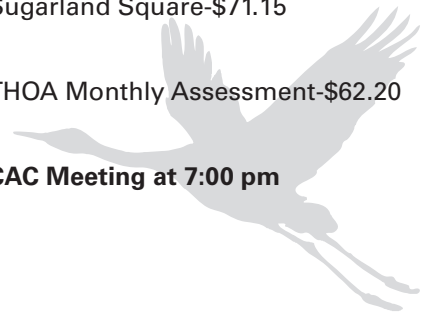 Sugarland Square-$71.15
THOA Monthly Assessment-$62.20
CAC Meeting at 7:00 pm